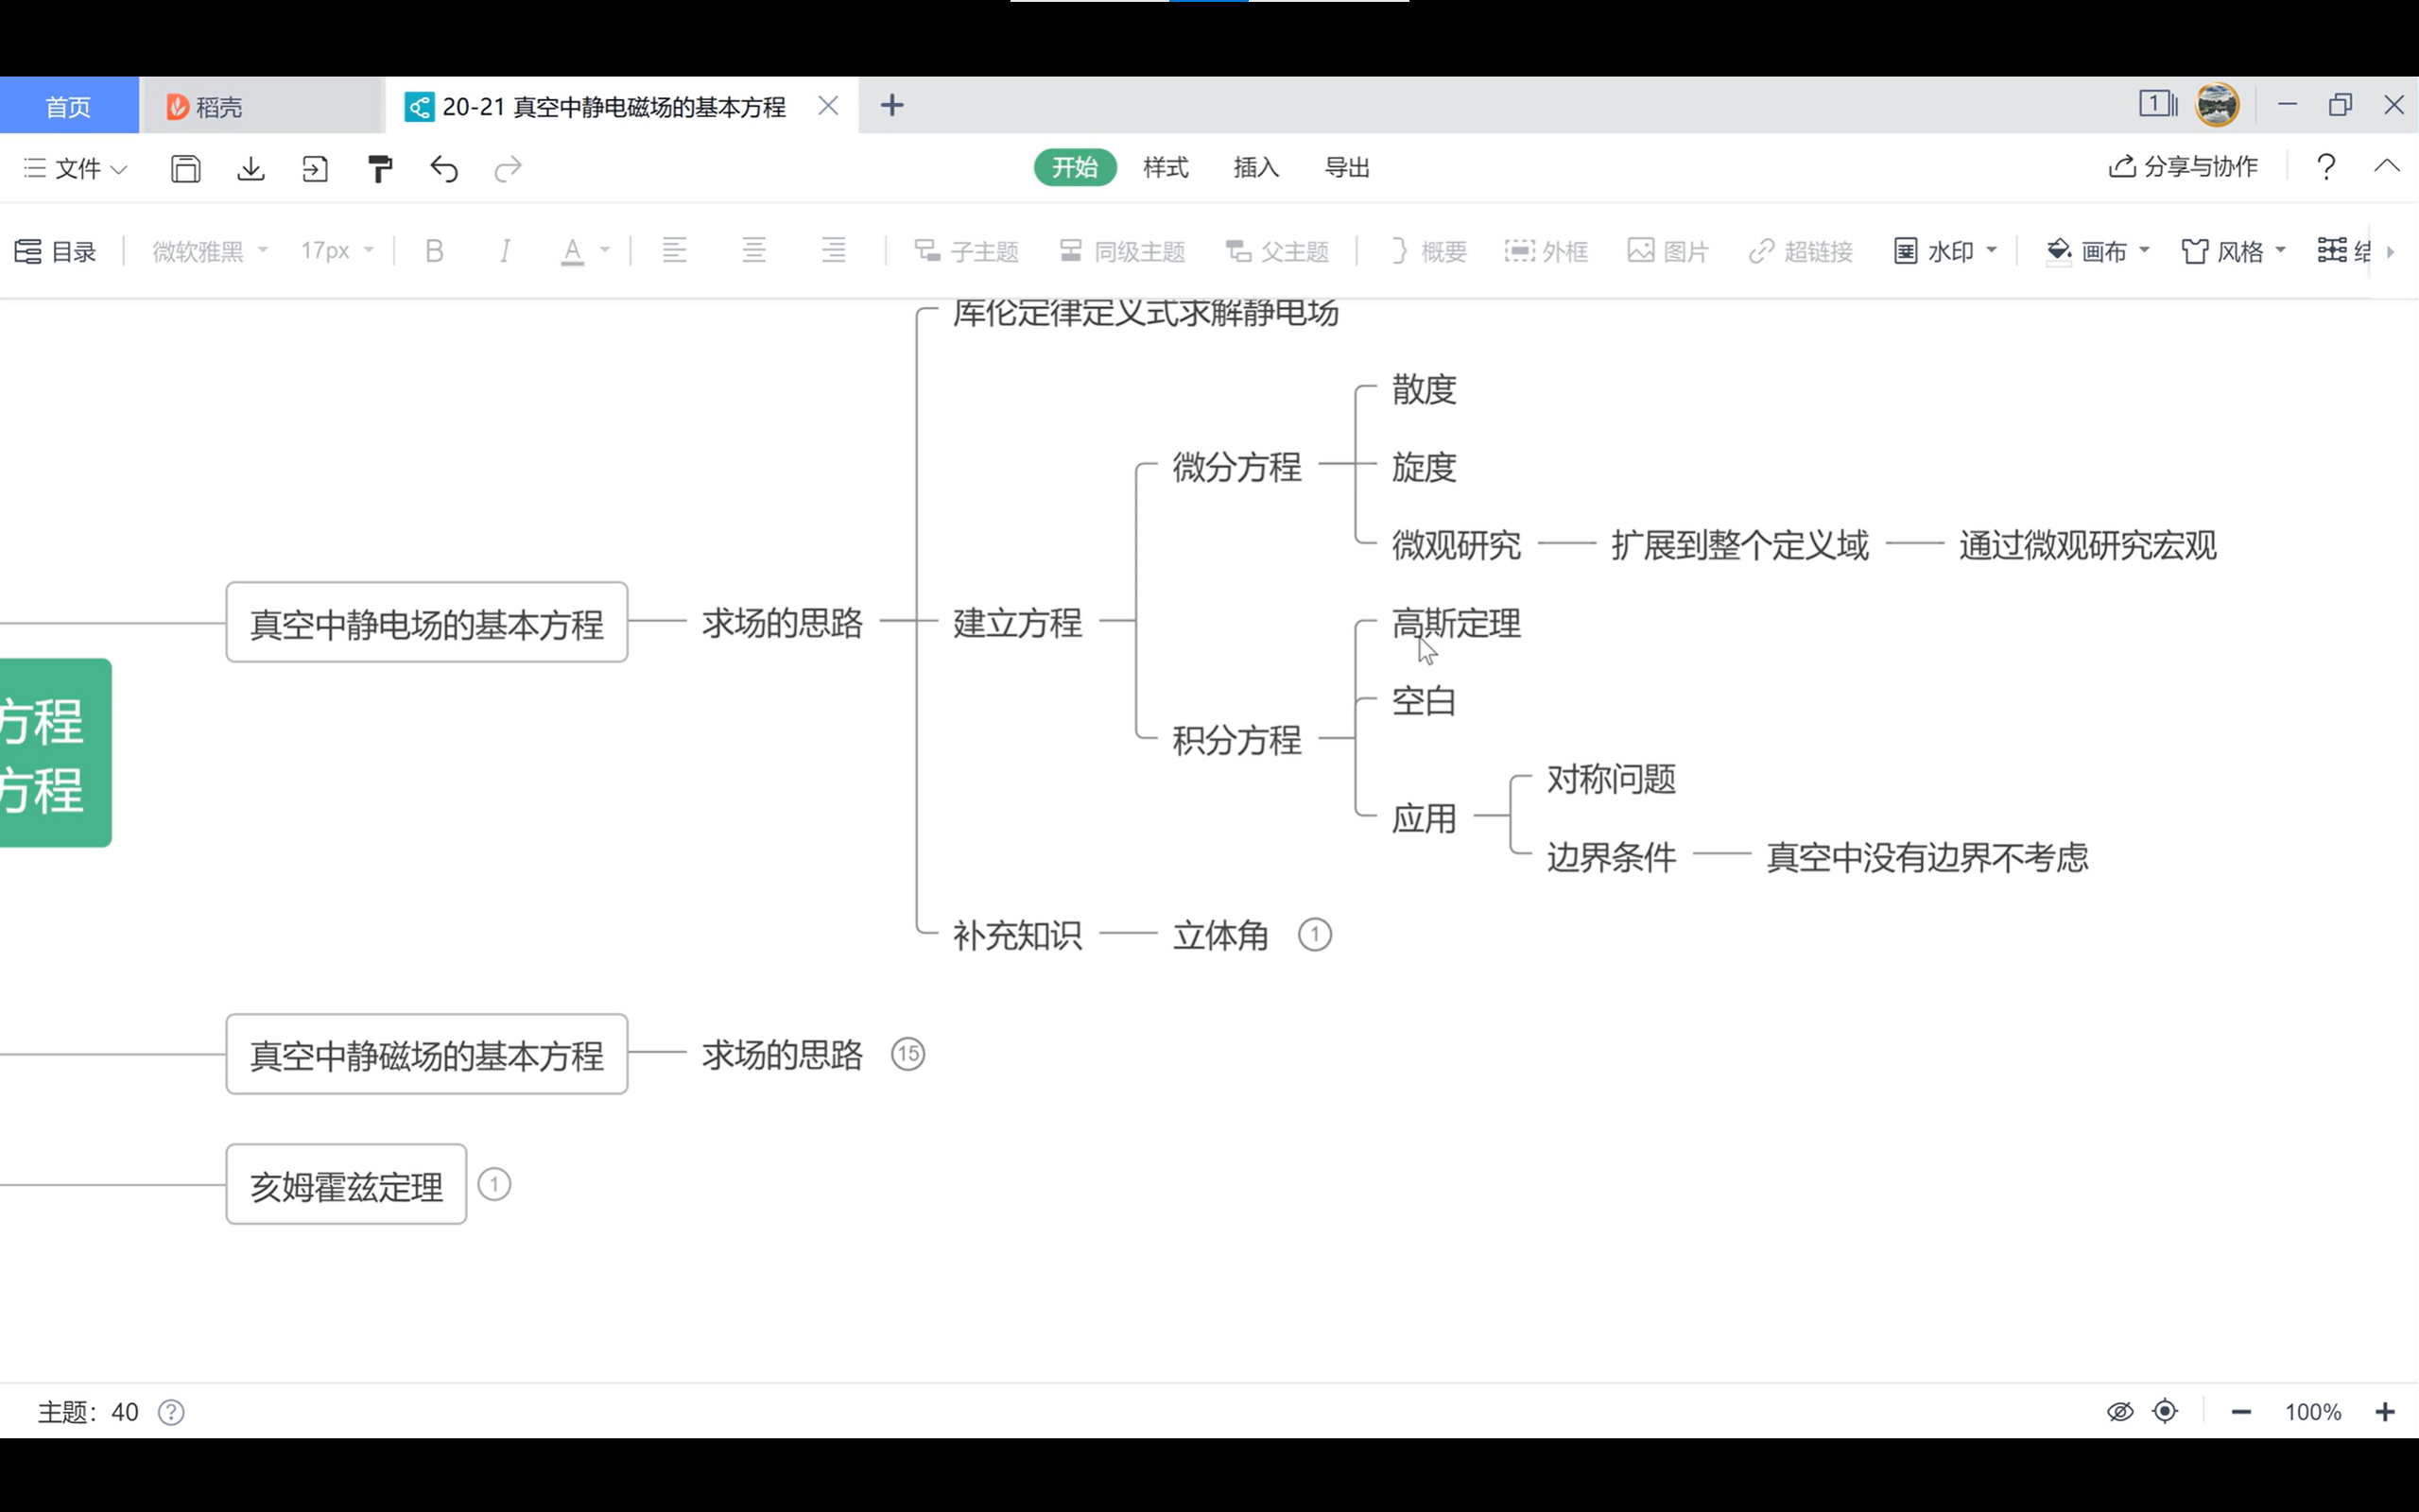 首页
稻壳
20-21 真空中静电磁场的基本方程
1
文件
开始
样式
插入
导出
分享与协作
目录
微软雅黑
17px
B
I
A
子主题
同级主题
父主题
概要
外框
图片
超链接
水印
画布
风格
结
库伦定律定义式求解静电场
散度
微分方程
旋度
微观研究
扩展到整个定义域
通过微观研究宏观
真空中静电场的基本方程
求场的思路
建立方程
高斯定理
空白
积分方程
应用
对称问题
边界条件
真空中没有边界不考虑
方程
方程
补充知识
立体角
1
真空中静磁场的基本方程
求场的思路
15
亥姆霍兹定理
1
主题：40
100%